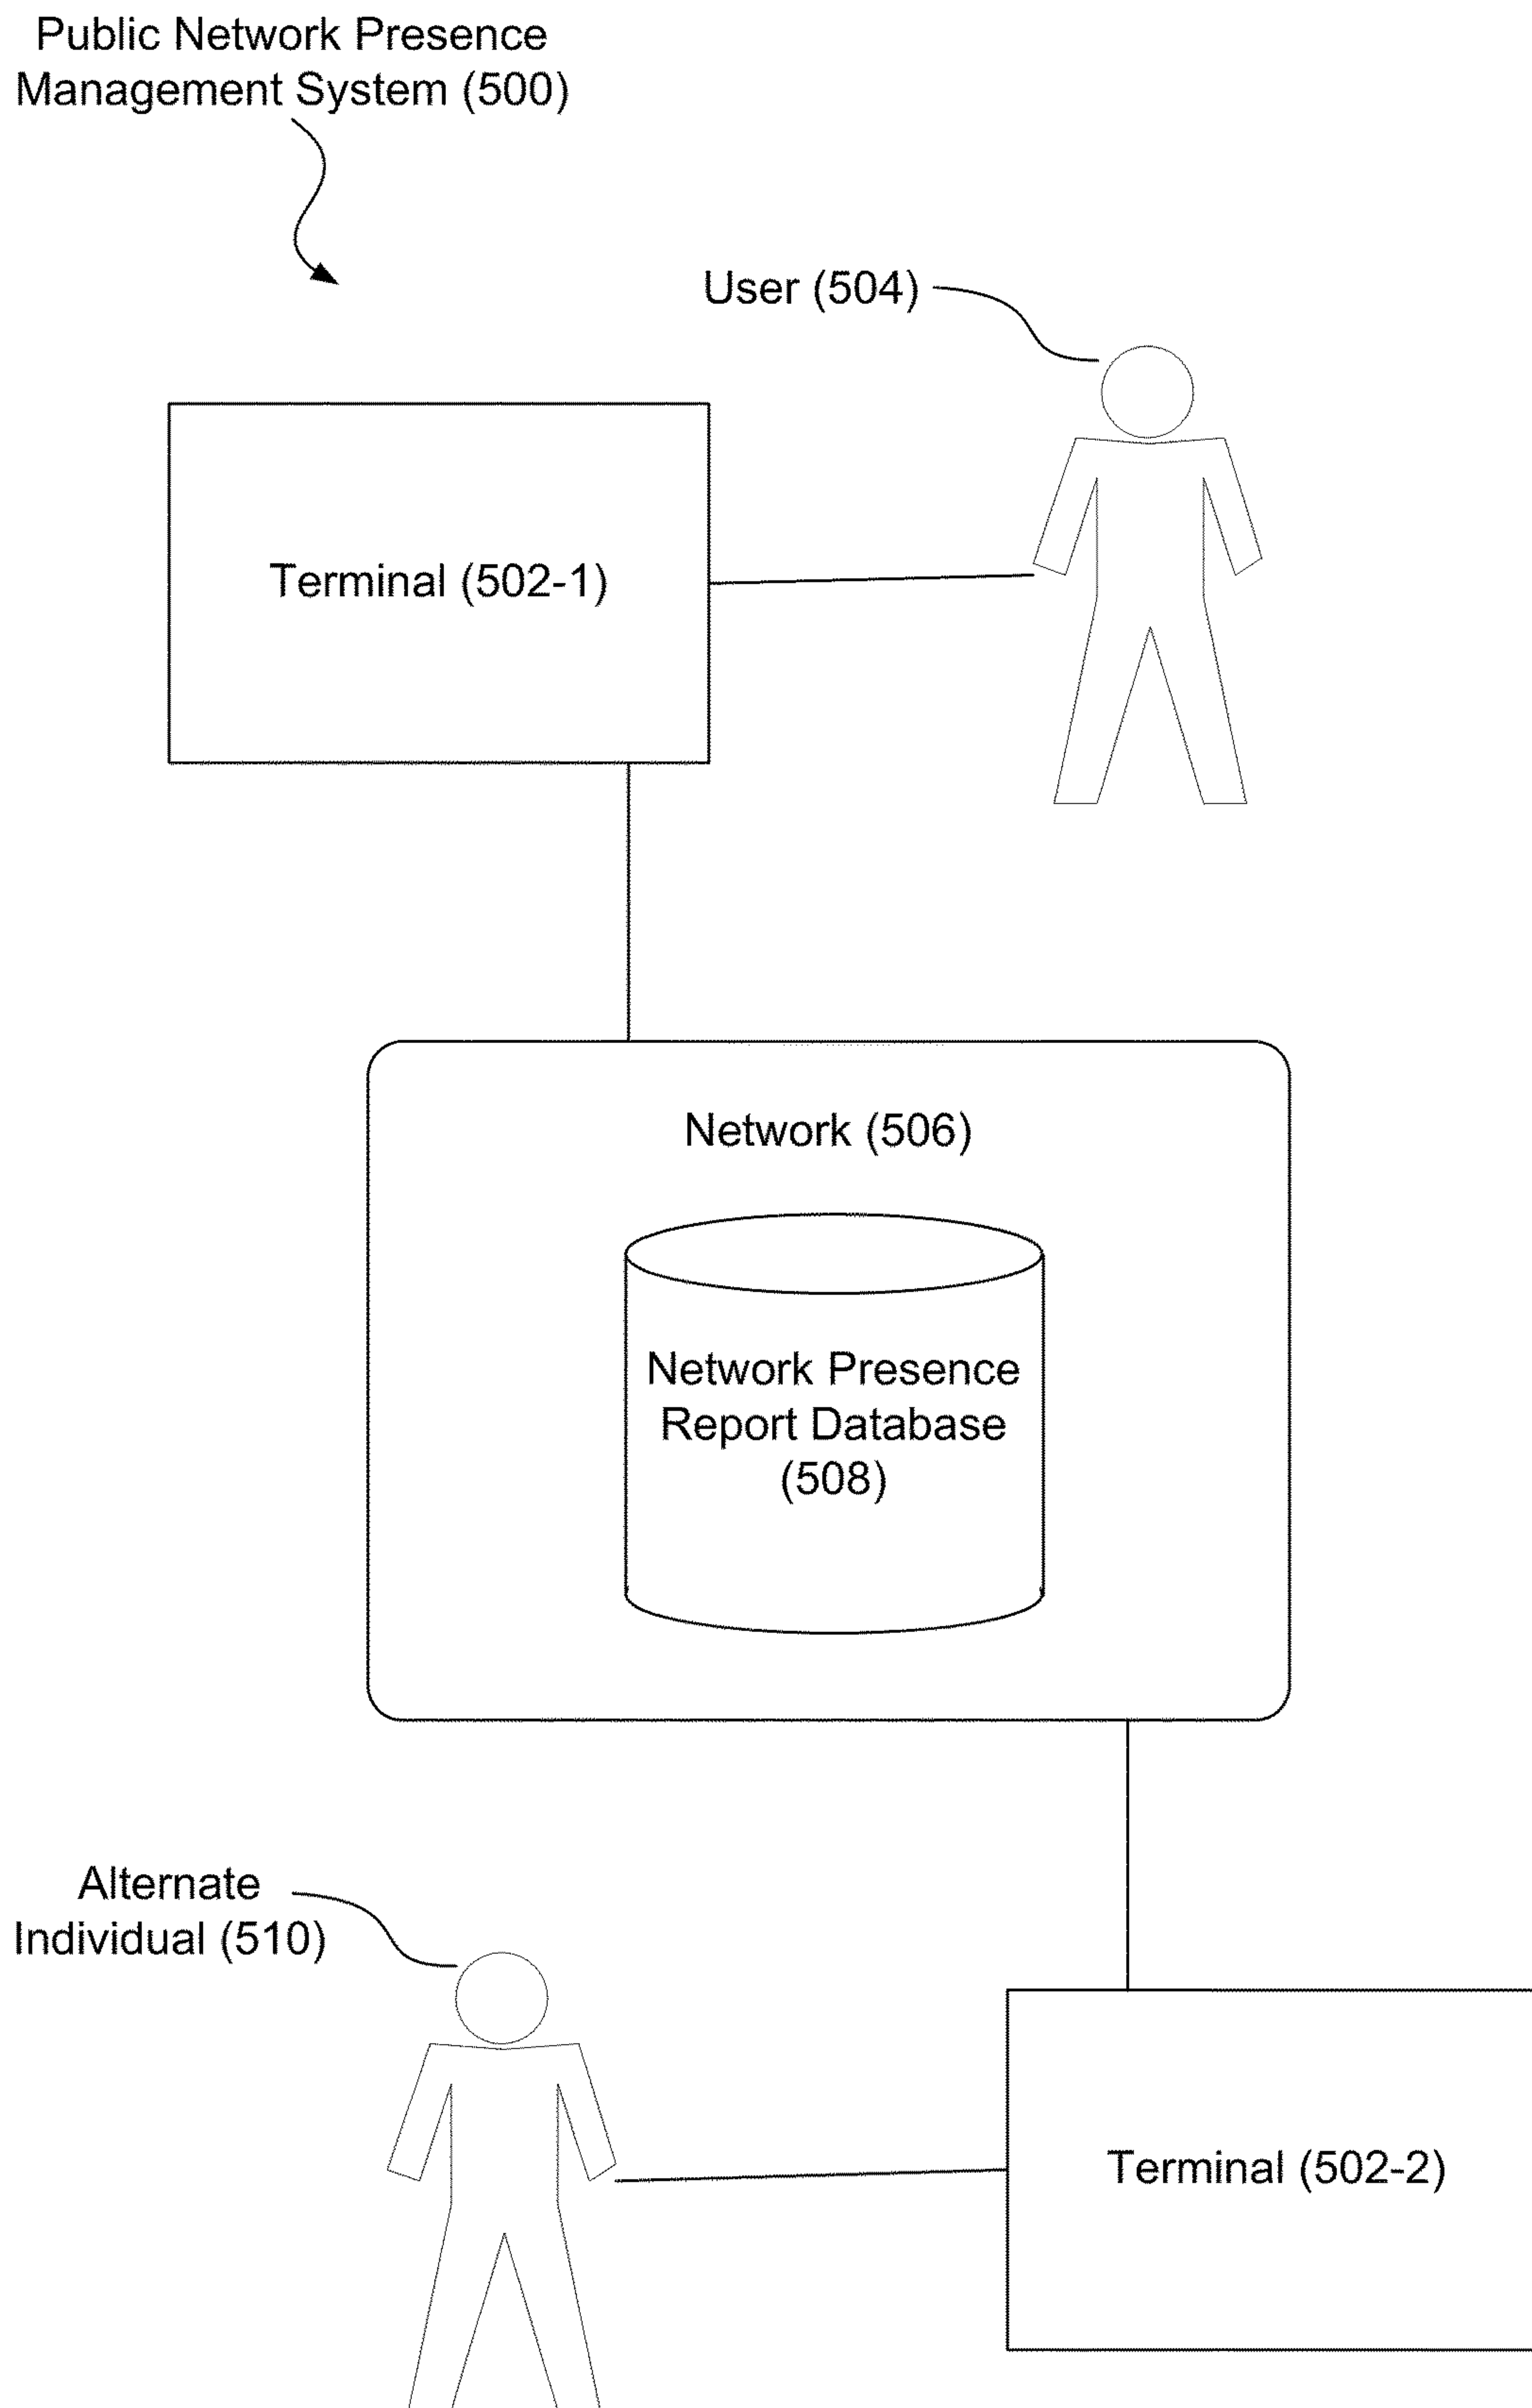 Public Network Presence
Management System (500)
User (504)
Terminal (502-1)
Network (506)
Network Presence
Report Database
(508)
Alternate
Individual (510)
Terminal (502-2)